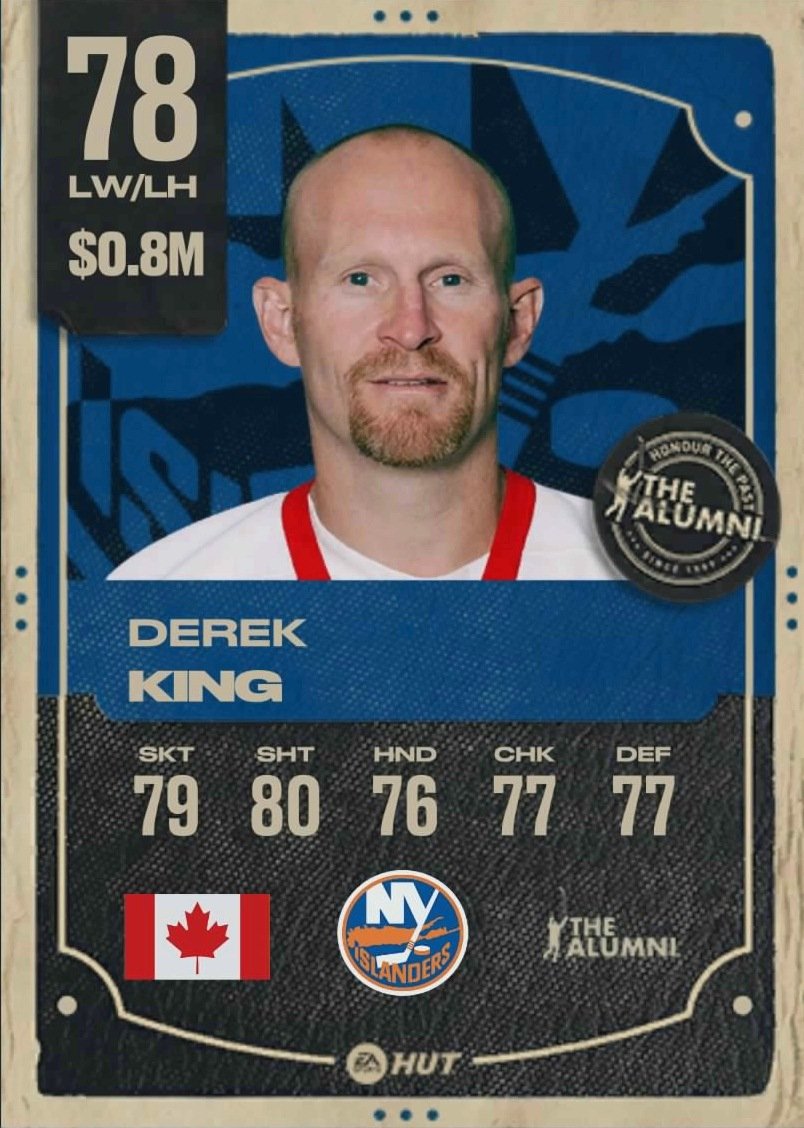 78
LW/LH
$0.8M
HONOUR THE PAST
THE
ALUMNI
DEREK
KING
SKT SHT HND CHK DEF
79 80 76 77 77
NY
ISLANDERS
THE
ALUMNI
EA
HUT